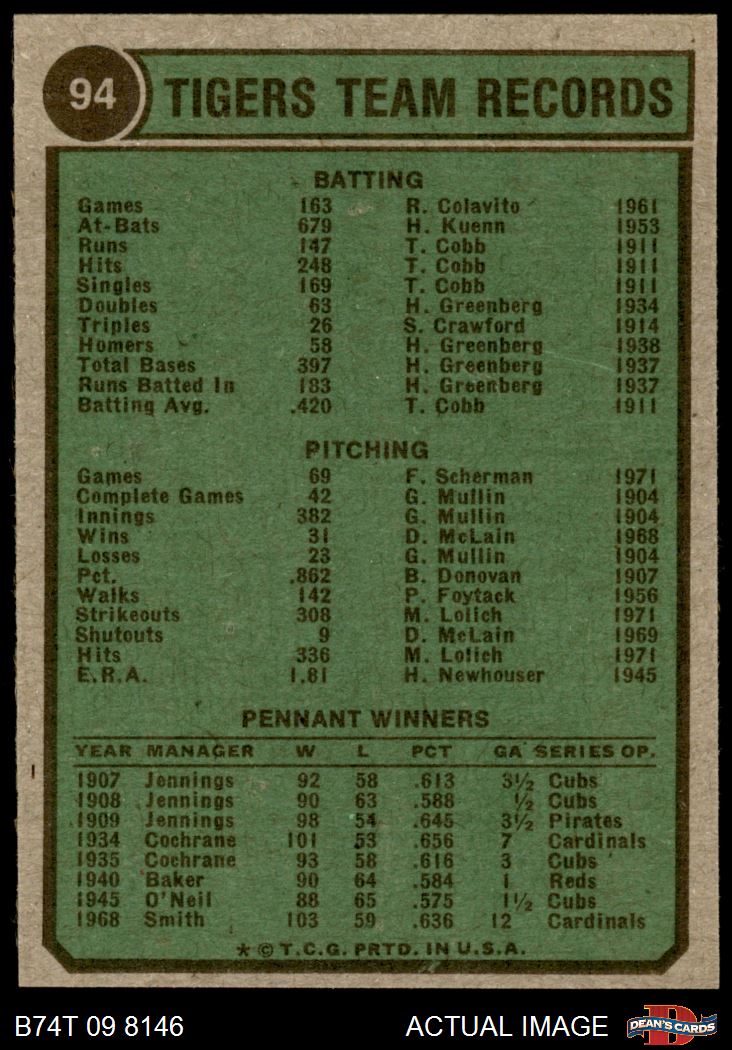 94 TIGERS TEAM RECORDS
BATTING
Games 163 R. Colavito 1961
At-Bats 679 H. Kuenn 1953
Runs 147 T. Cobb 1911
Hits 248 T. Cobb 1911
Singles 169 T. Cobb 1911
Doubles 63 H. Greenberg 1934
Triples 26 S. Crawford 1914
Homers 58 H. Greenberg 1938
Total Bases 397 H. Greenberg 1937
Runs Batted In 183 H. Greenberg 1937
Batting Avg. .420 T. Cobb 1911
PITCHING
Games 69 F. Scherman 1971
Complete Games 42 G. Mullin 1904
Innings 382 G. Mullin 1904
Wins 31 D. McLain 1968
Losses 23 G. Mullin 1904
Pct. .862 B. Donovan 1907
Walks 142 P. Foytack 1956
Strikeouts 308 M. Lolich 1971
Shutouts 9 D. McLain 1969
Hits 336 M. Lolich 1971
E.R.A. 1.81 H. Newhouser 1945
PENNANT WINNERS
YEAR MANAGER W L PCT GA SERIES OP.
1907 Jennings 92 58 .613 3½ Cubs
1908 Jennings 90 63 .588 ½ Cubs
1909 Jennings 98 54 .645 3½ Pirates
1934 Cochrane 101 53 .656 7 Cardinals
1935 Cochrane 93 58 .616 3 Cubs
1940 Baker 90 64 .584 1 Reds
1945 O'Neil 88 65 .575 1½ Cubs
1968 Smith 103 59 .636 12 Cardinals
* © T.C.G. PRTD. IN U.S.A.
B74T 09 8146 ACTUAL IMAGE D DEAN'S CARDS